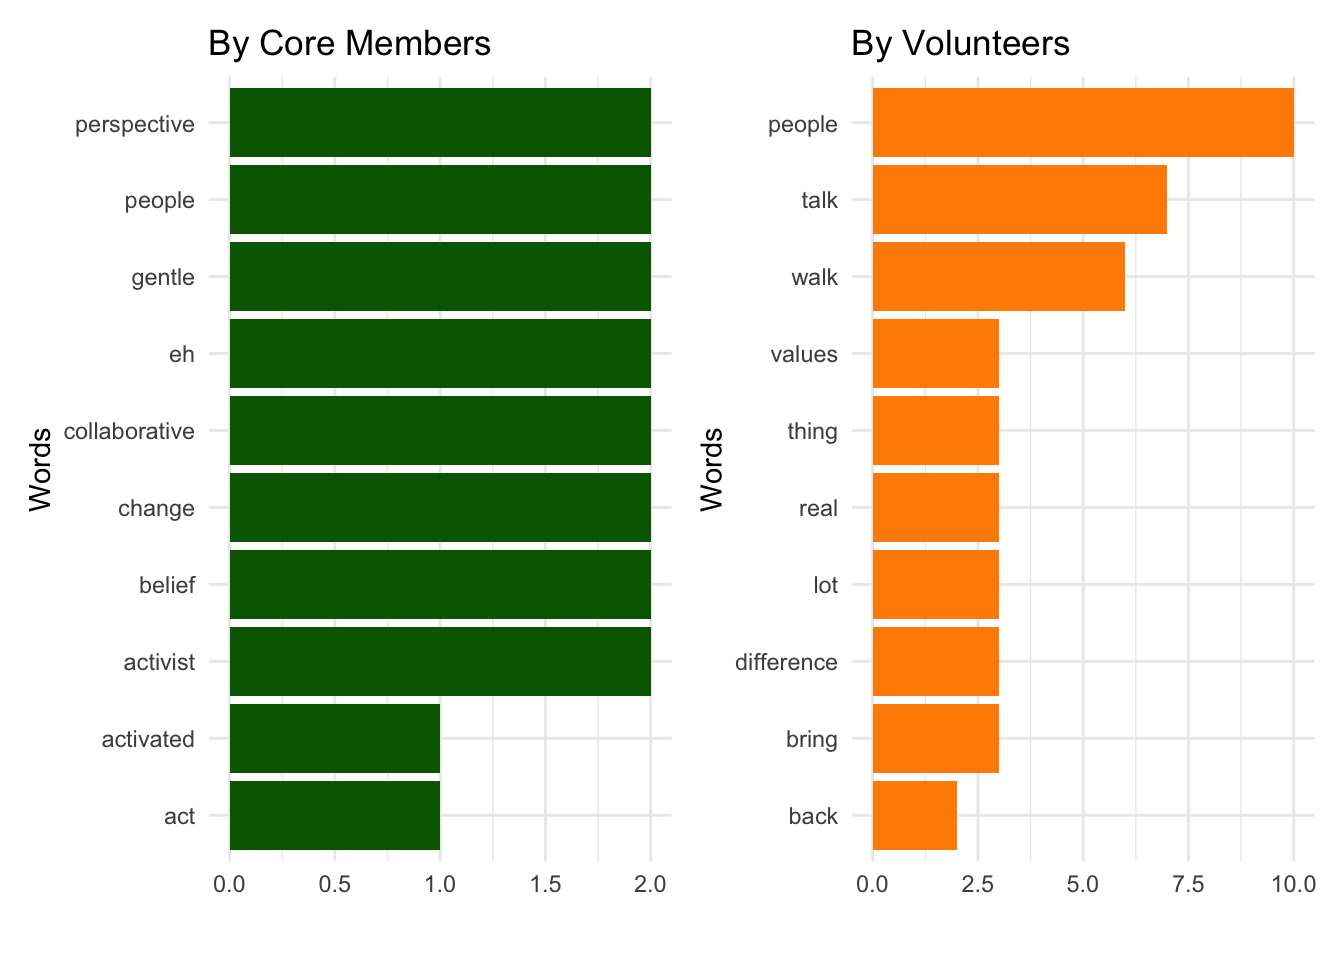 By Core Members
Words
perspective
people
gentle
eh
collaborative
change
belief
activist
activated
act
0.0 0.5 1.0 1.5 2.0
By Volunteers
Words
people
talk
walk
values
thing
real
lot
difference
bring
back
0.0 2.5 5.0 7.5 10.0